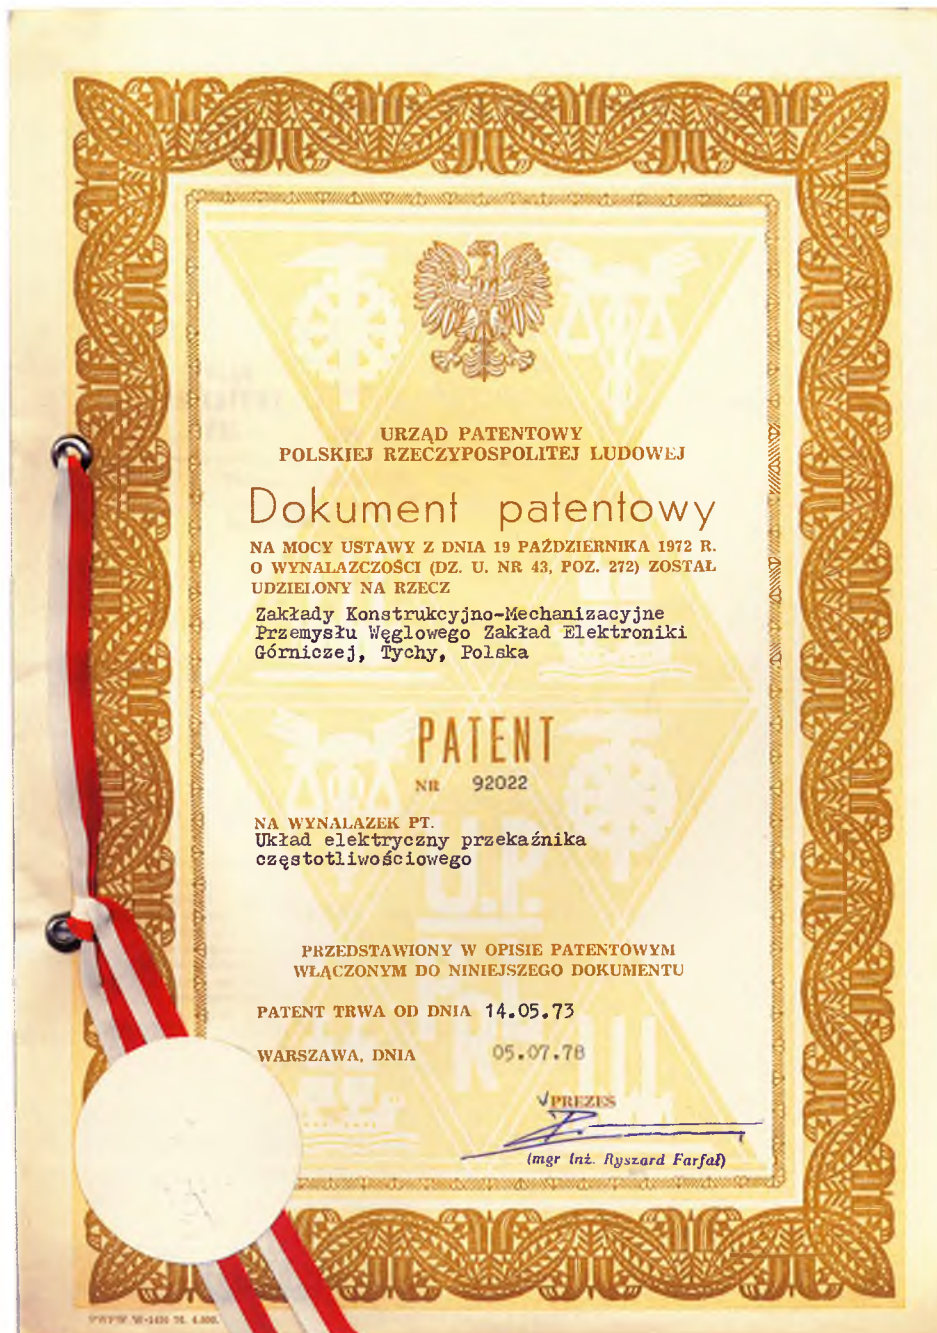 URZĄD PATENTOWY
POLSKIEJ RZECZYPOSPOLITEJ LUDOWEJ
Dokument patentowy
NA MOCY USTAWY Z DNIA 19 PAŹDZIERNIKA 1972 R.
O WYNALAZCZOŚCI (DZ. U. NR 43, POZ. 272) ZOSTAŁ
UDZIELONY NA RZECZ
Zakłady Konstrukcyjno-Mechanizacyjne
Przemysłu Węglowego Zakład Elektroniki
Górniczej, Tychy, Polska
PATENT
NR 92022
NA WYNALAZEK PT.
Układ elektryczny przekaźnika
częstotliwościowego
U.P.
PRZEDSTAWIONY W OPISIE PATENTOWYM
WŁĄCZONYM DO NINIEJSZEGO DOKUMENTU
PATENT TRWA OD DNIA 14.05.73
WARSZAWA, DNIA 05.07.78
PREZES
(mgr inż. Ryszard Farfał)